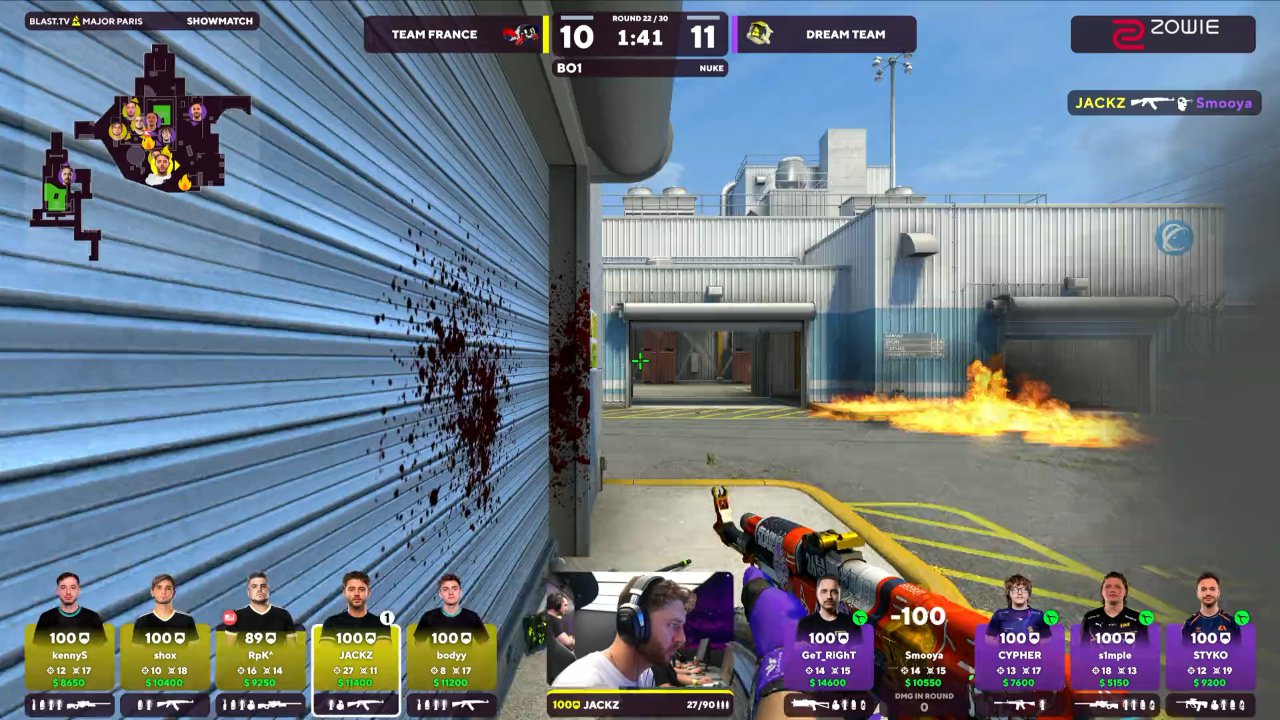 BLAST.TV MAJOR PARIS SHOWMATCH
TEAM FRANCE 10 ROUND 22 / 30 1:41 11 DREAM TEAM
BO1 NUKE
ZOWIE
JACKZ Smooya
-100
100 100 89 100 1 100 100 100 100 100
kennyS shox RpK^ JACKZ bodyy GeT_RiGhT Smooya CYPHER s1mple STYKO
12 17 10 18 16 14 27 11 8 17 14 15 14 15 13 17 18 13 12 19
$8650 $10400 $9250 $11400 $11200 $14600 $10550 $7600 $5150 $9200
DMG IN ROUND
0
100 JACKZ 27/90